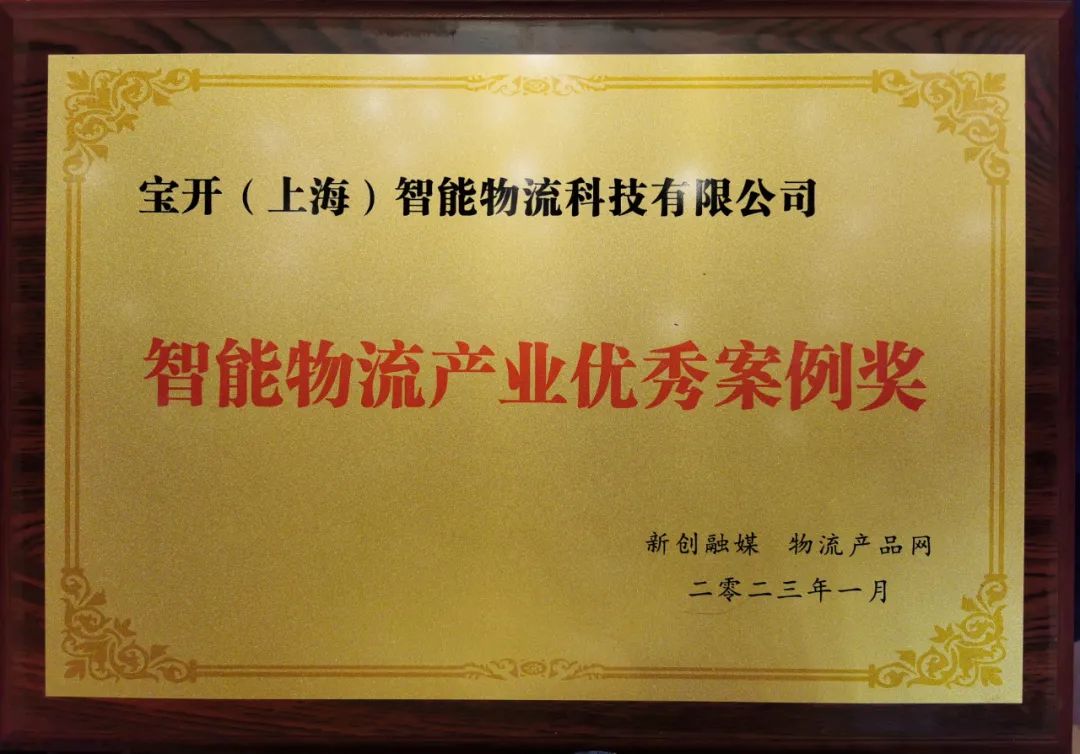 宝开（上海）智能物流科技有限公司
智能物流产业优秀案例奖
新创融媒 物流产品网
二零二三年一月